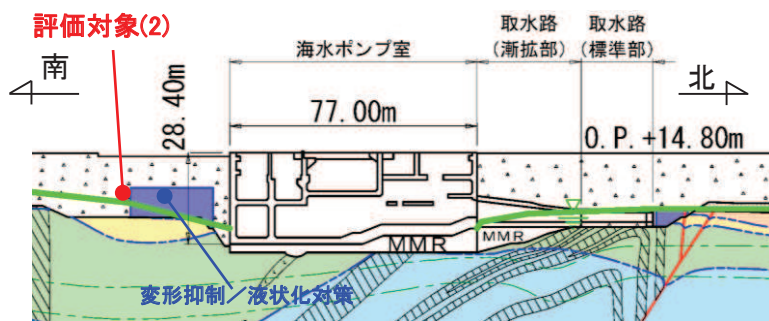 評価対象(2)
南
28.40m
海水ポンプ室
77.00m
取水路
(漸拡部)
取水路
(標準部)
北
O.P.+14.80m
MMR
MMR
変形抑制/液状化対策